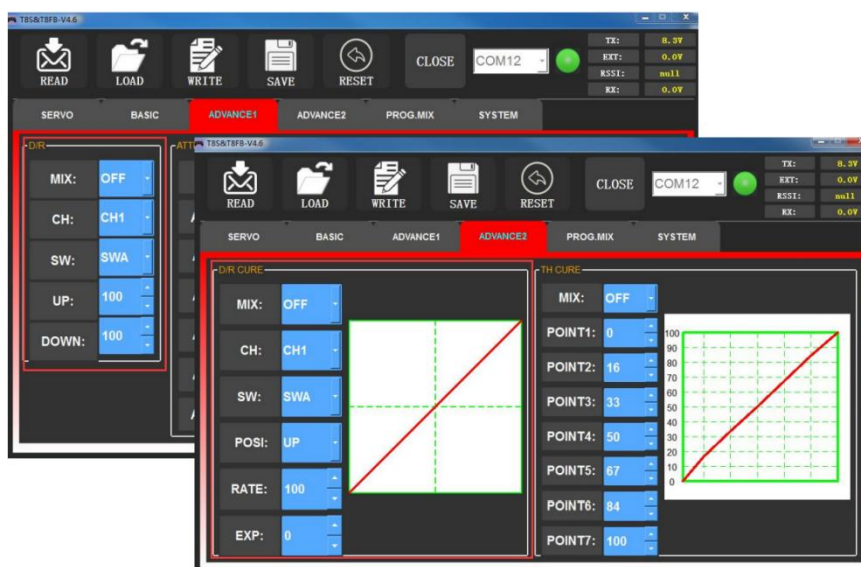 T8S&T8FB-V4.6
READ
LOAD
WRITE
SAVE
RESET
CLOSE
COM12
TX: 8.3V
EXT: 0.0V
RSSI: null
RX: 0.0V
SERVO
BASIC
ADVANCE1
ADVANCE2
PROG.MIX
SYSTEM
D/R
MIX: OFF
CH: CH1
SW: SWA
UP: 100
DOWN: 100
T8S&T8FB-V4.6
READ
LOAD
WRITE
SAVE
RESET
CLOSE
COM12
TX: 8.3V
EXT: 0.0V
RSSI: null
RX: 0.0V
SERVO
BASIC
ADVANCE1
ADVANCE2
PROG.MIX
SYSTEM
D/R CURE
MIX: OFF
CH: CH1
SW: SWA
POSI: UP
RATE: 100
EXP: 0
TH CURE
MIX: OFF
POINT1: 0
POINT2: 16
POINT3: 33
POINT4: 50
POINT5: 67
POINT6: 84
POINT7: 100
100
90
80
70
60
50
40
30
20
10
0